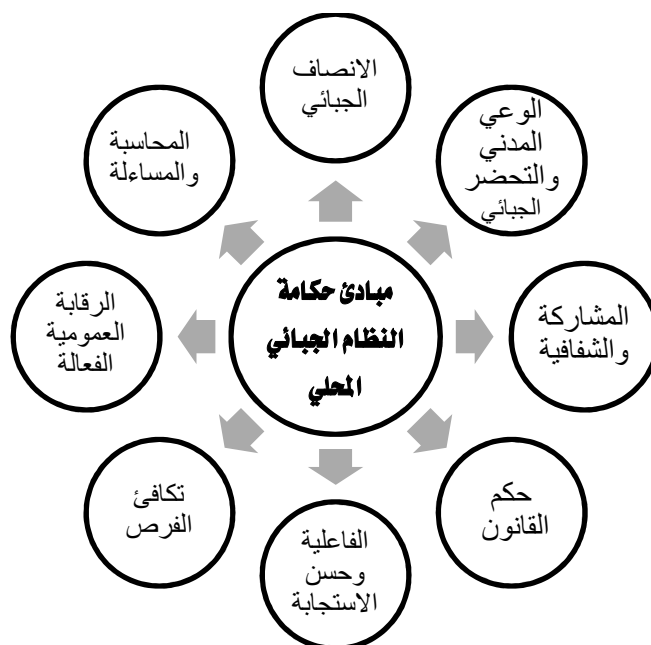 الانصاف
الجبائي
الوعي
المدني
والتحضر
الجبائي
المشاركة
والشفافية
حكم
القانون
الفاعلية
وحسن
الاستجابة
تكافئ
الفرص
الرقابة
العمومية
الفعالة
المحاسبة
والمساءلة
مبادئ حكامة
النظام الجبائي
المحلي